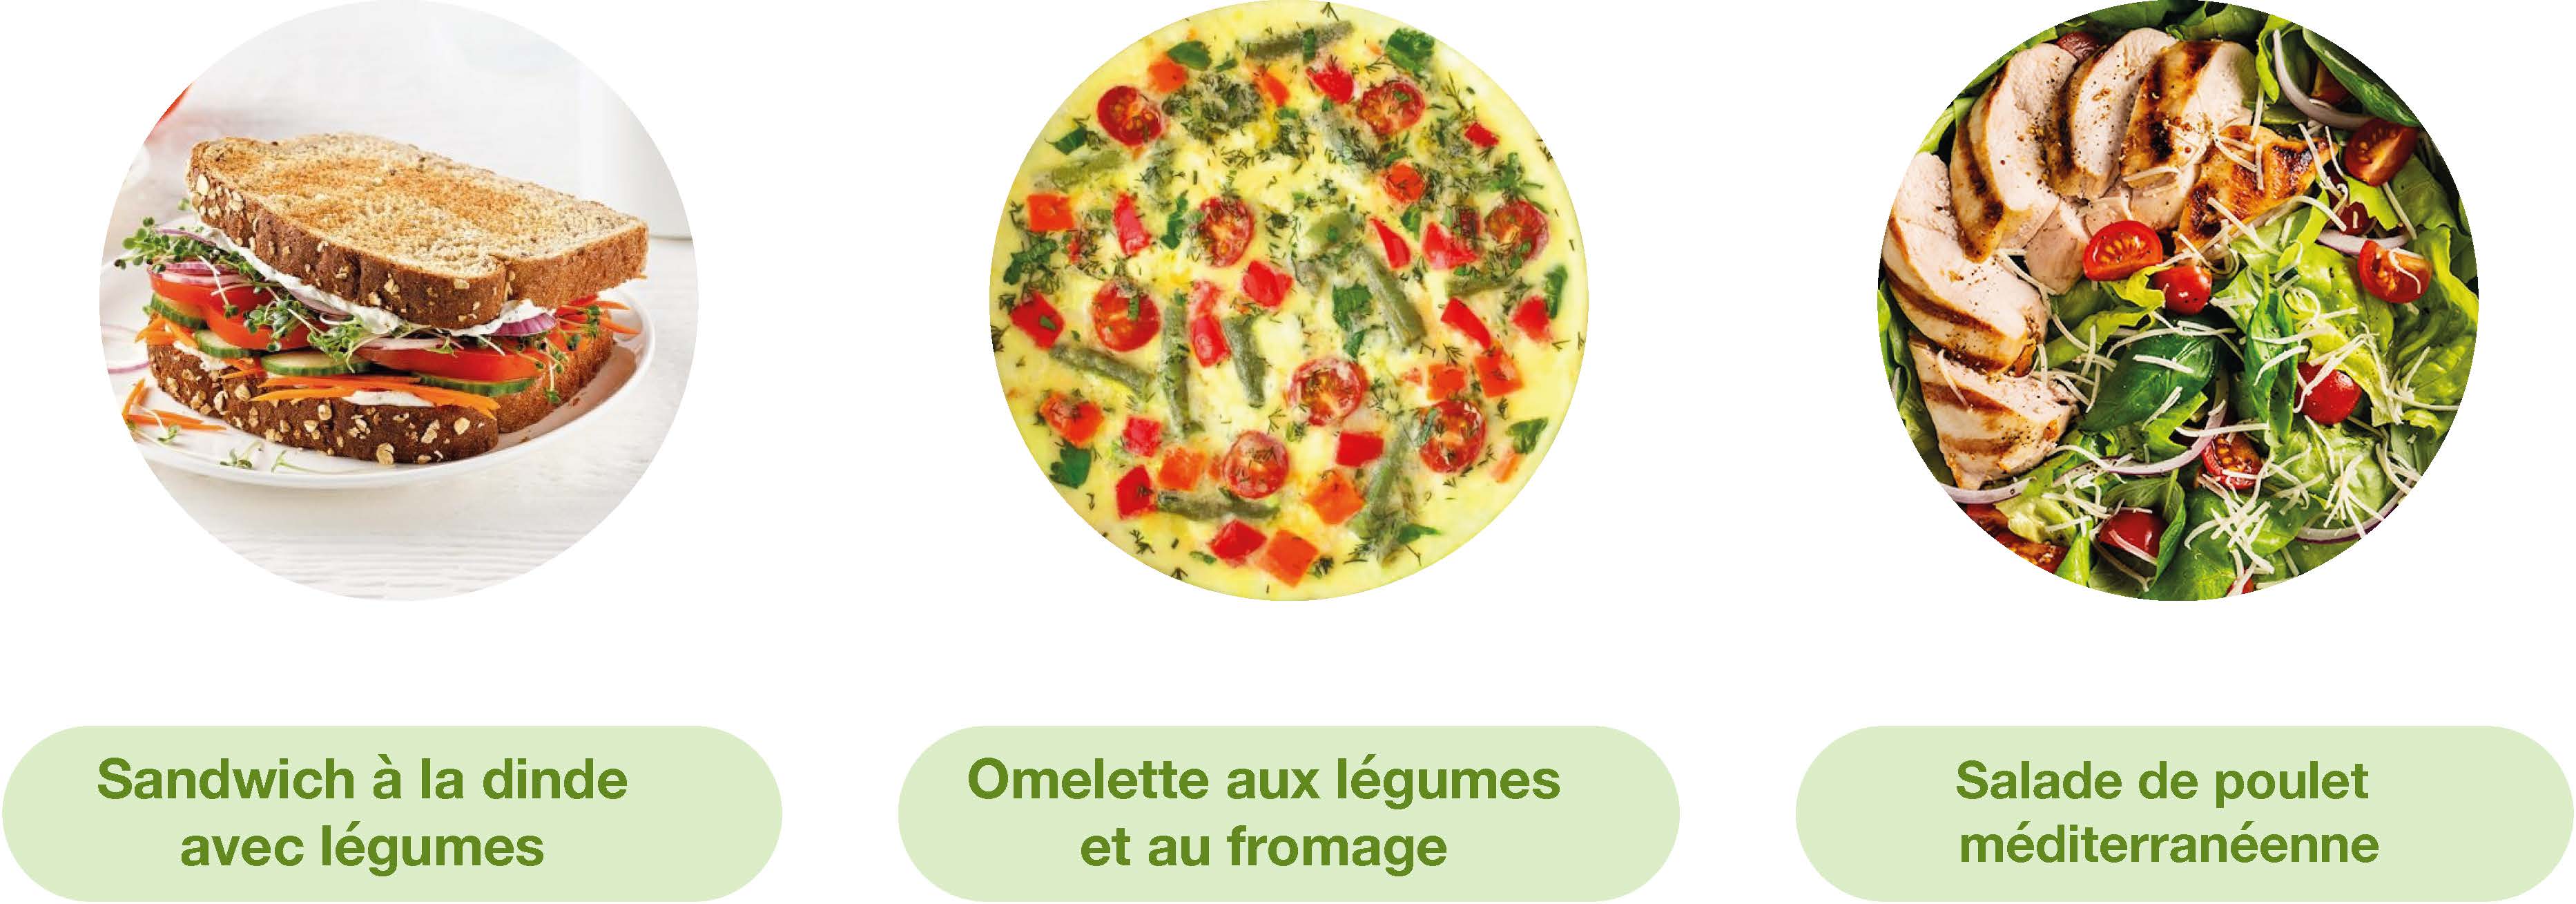 Sandwich à la dinde
avec légumes
Omelette aux légumes
et au fromage
Salade de poulet
méditerranéenne